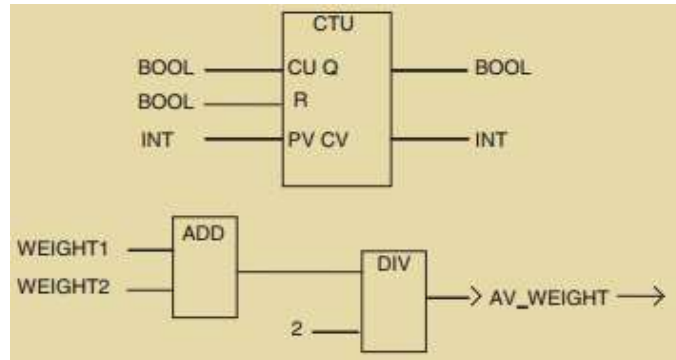 CTU
BOOL CU Q BOOL
BOOL R
INT PV CV INT
ADD
WEIGHT1
DIV
WEIGHT2
AV_WEIGHT
2